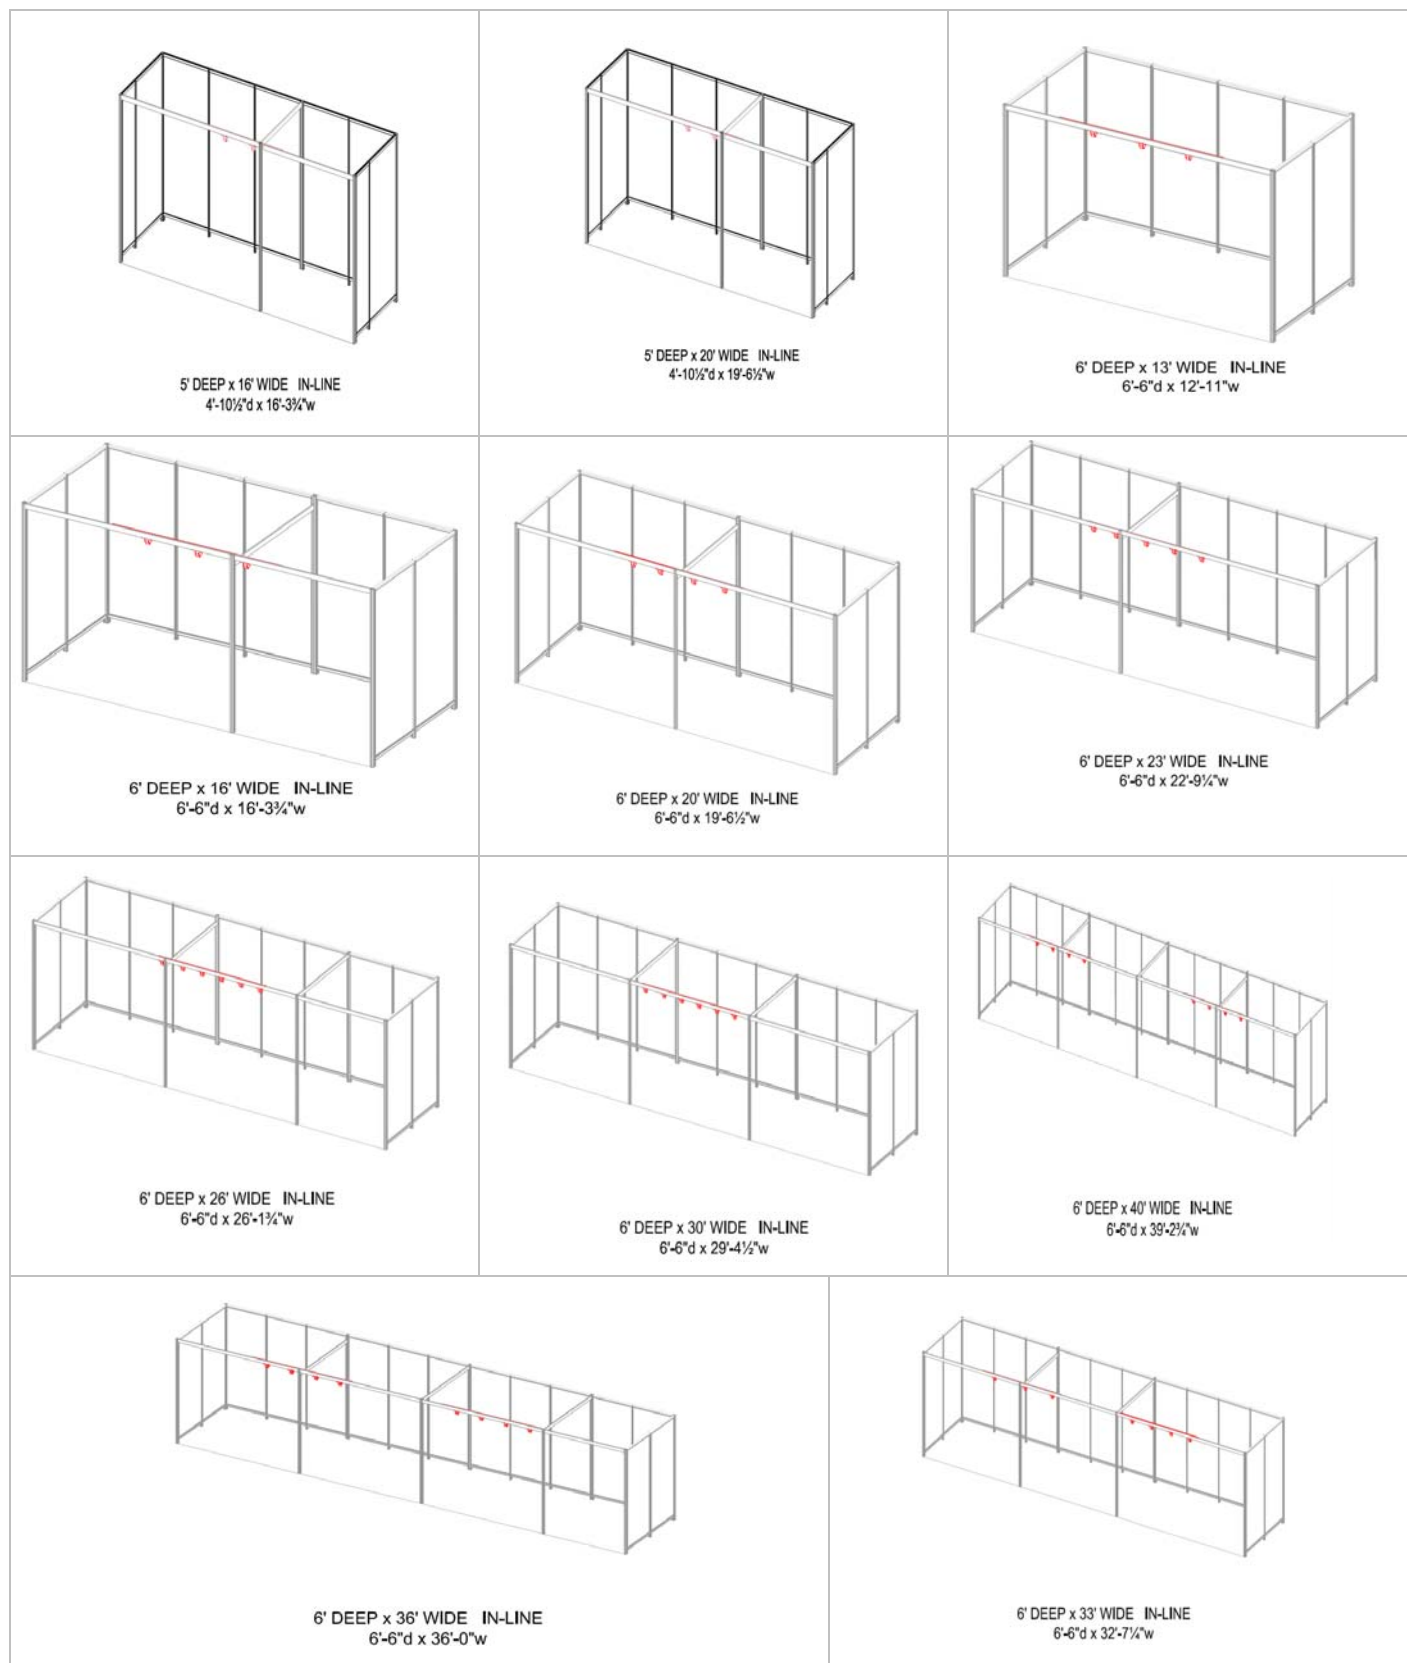 5' DEEP x 16' WIDE IN-LINE
4'-10½"d x 16'-3¾"w
5' DEEP x 20' WIDE IN-LINE
4'-10½"d x 19'-6½"w
6' DEEP x 13' WIDE IN-LINE
6'-6"d x 12'-11"w
6' DEEP x 16' WIDE IN-LINE
6'-6"d x 16'-3¾"w
6' DEEP x 20' WIDE IN-LINE
6'-6"d x 19'-6½"w
6' DEEP x 23' WIDE IN-LINE
6'-6"d x 22'-9¼"w
6' DEEP x 26' WIDE IN-LINE
6'-6"d x 26'-1¾"w
6' DEEP x 30' WIDE IN-LINE
6'-6"d x 29'-4½"w
6' DEEP x 40' WIDE IN-LINE
6'-6"d x 39'-2¾"w
6' DEEP x 36' WIDE IN-LINE
6'-6"d x 36'-0"w
6' DEEP x 33' WIDE IN-LINE
6'-6"d x 32'-7¼"w